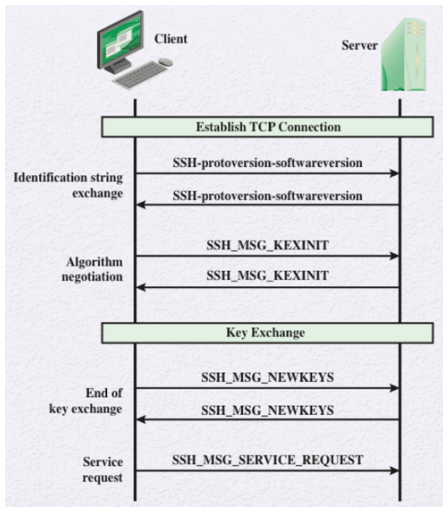 Client
Server
Establish TCP Connection
SSH-protoversion-softwareversion
Identification string
exchange
SSH-protoversion-softwareversion
SSH_MSG_KEXINIT
Algorithm
negotiation
SSH_MSG_KEXINIT
Key Exchange
SSH_MSG_NEWKEYS
End of
key exchange
SSH_MSG_NEWKEYS
Service
request
SSH_MSG_SERVICE_REQUEST